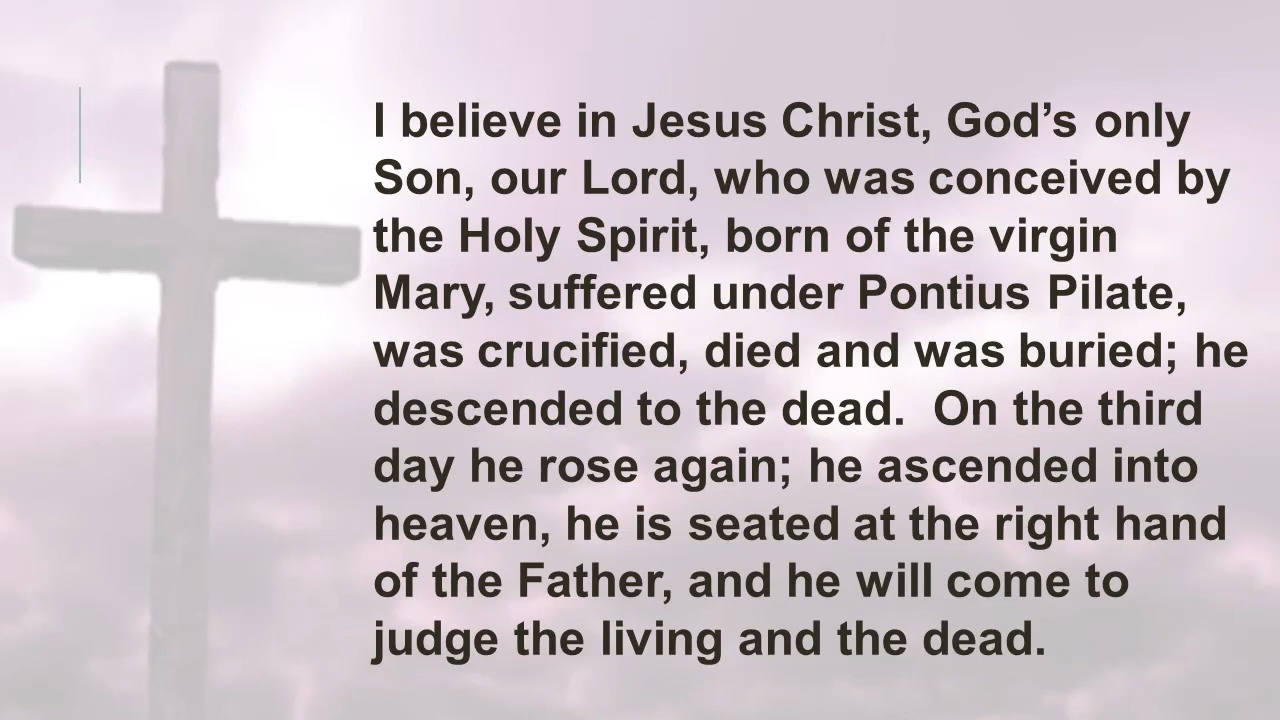 I believe in Jesus Christ, God’s only
Son, our Lord, who was conceived by
the Holy Spirit, born of the virgin
Mary, suffered under Pontius Pilate,
was crucified, died and was buried; he
descended to the dead.  On the third
day he rose again; he ascended into
heaven, he is seated at the right hand
of the Father, and he will come to
judge the living and the dead.